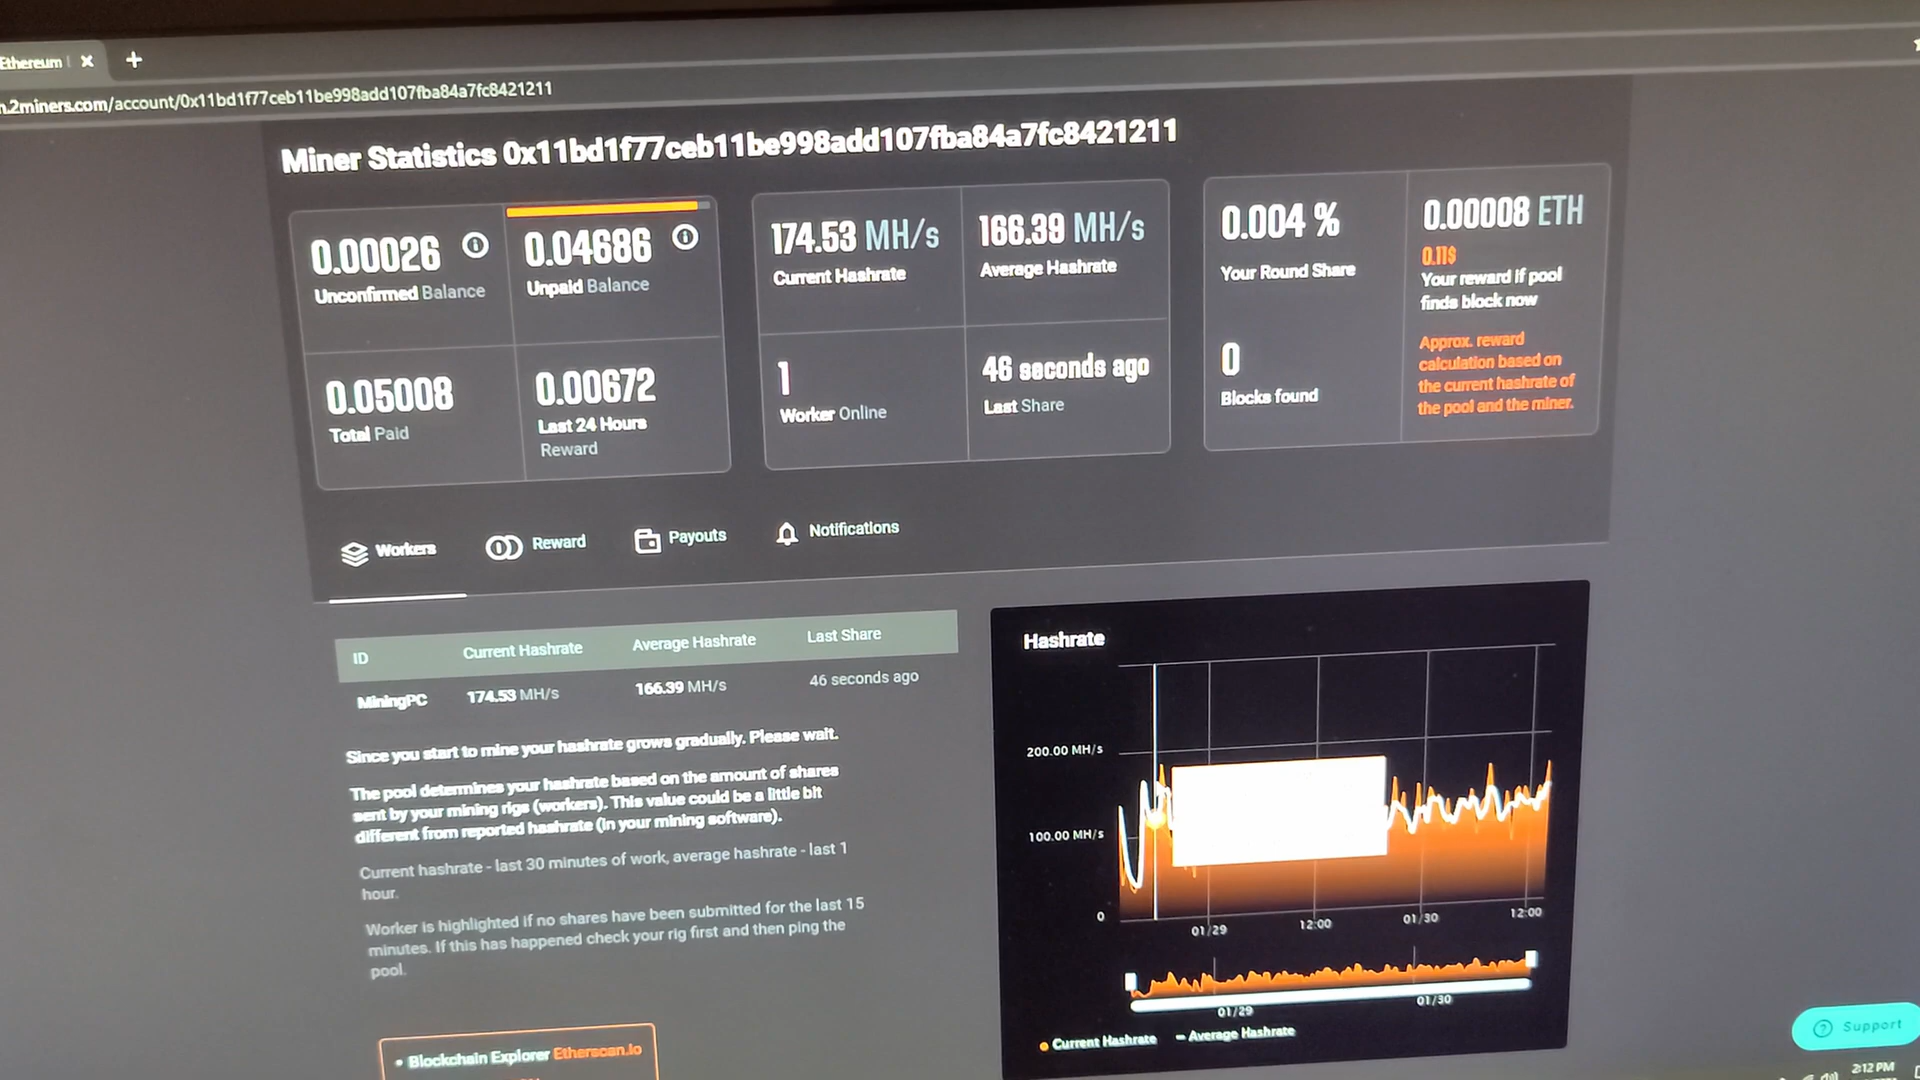 Ethereum
.2miners.com/account/0x11bd1f77ceb11be998add107fba84a7fc8421211
Miner Statistics 0x11bd1f77ceb11be998add107fba84a7fc8421211
0.00026
Unconfirmed Balance
0.04686
Unpaid Balance
0.05008
Total Paid
0.00672
Last 24 Hours
Reward
174.53 MH/s
Current Hashrate
166.39 MH/s
Average Hashrate
1
Worker Online
46 seconds ago
Last Share
0.004 %
Your Round Share
0.00008 ETH
0.11$
Your reward if pool
finds block now
0
Blocks found
Approx. reward
calculation based on
the current hashrate of
the pool and the miner.
Workers
Reward
Payouts
Notifications
ID Current Hashrate Average Hashrate Last Share
MiningPC 174.53 MH/s 166.39 MH/s 46 seconds ago
Since you start to mine your hashrate grows gradually. Please wait.
The pool determines your hashrate based on the amount of shares
sent by your mining rigs (workers). This value could be a little bit
different from reported hashrate (in your mining software).
Current hashrate - last 30 minutes of work, average hashrate - last 1
hour.
Worker is highlighted if no shares have been submitted for the last 15
minutes. If this has happened check your rig first and then ping the
pool.
• Blockchain Explorer Etherscan.io
Hashrate
200.00 MH/s
100.00 MH/s
0
01/29 12:00 01/30 12:00
01/29 01/30
Current Hashrate Average Hashrate
Support
2:12 PM